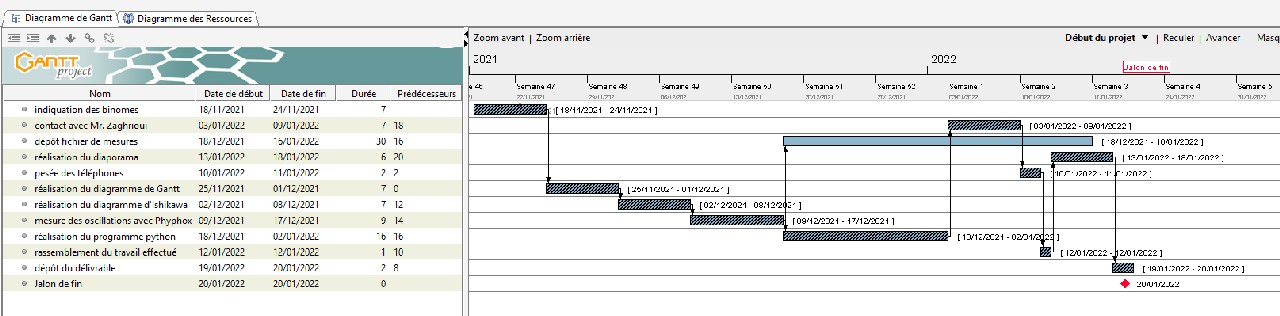 Diagramme de Gantt Diagramme des Ressources
Zoom avant | Zoom arrière Début du projet | Reculer | Avancer Masq
GANTT project
2021 2022
Jalon de fin
Semaine 47 Semaine 48 Semaine 49 Semaine 50 Semaine 51 Semaine 52 Semaine 1 Semaine 2 Semaine 3 Semaine 4 Semaine 5
Nom Date de début Date de fin Durée Prédécesseurs
indiquation des binomes 18/11/2021 24/11/2021 7 [ 18/11/2021 - 24/11/2021 ]
contact avec Mr. Zaghrioui 03/01/2022 09/01/2022 7 18 [ 03/01/2022 - 09/01/2022 ]
depôt fichier de mesures 18/12/2021 16/01/2022 30 16 [ 18/12/2021 - 16/01/2022 ]
réalisation du diaporama 13/01/2022 18/01/2022 6 20 [ 13/01/2022 - 18/01/2022 ]
pesée des téléphones 10/01/2022 11/01/2022 2 2 [ 10/01/2022 - 11/01/2022 ]
réalisation du diagramme de Gantt 25/11/2021 01/12/2021 7 0 [ 25/11/2021 - 01/12/2021 ]
réalisation du diagramme d'ishikawa 02/12/2021 08/12/2021 7 12 [ 02/12/2021 - 08/12/2021 ]
mesure des oscillations avec Phyphox 09/12/2021 17/12/2021 9 14 [ 09/12/2021 - 17/12/2021 ]
réalisation du programme python 18/12/2021 02/01/2022 16 16 [ 18/12/2021 - 02/01/2022 ]
rassemblement du travail effectué 12/01/2022 12/01/2022 1 10 [ 12/01/2022 - 12/01/2022 ]
dépôt du délivrable 19/01/2022 20/01/2022 2 8 [ 19/01/2022 - 20/01/2022 ]
Jalon de fin 20/01/2022 20/01/2022 0 20/01/2022